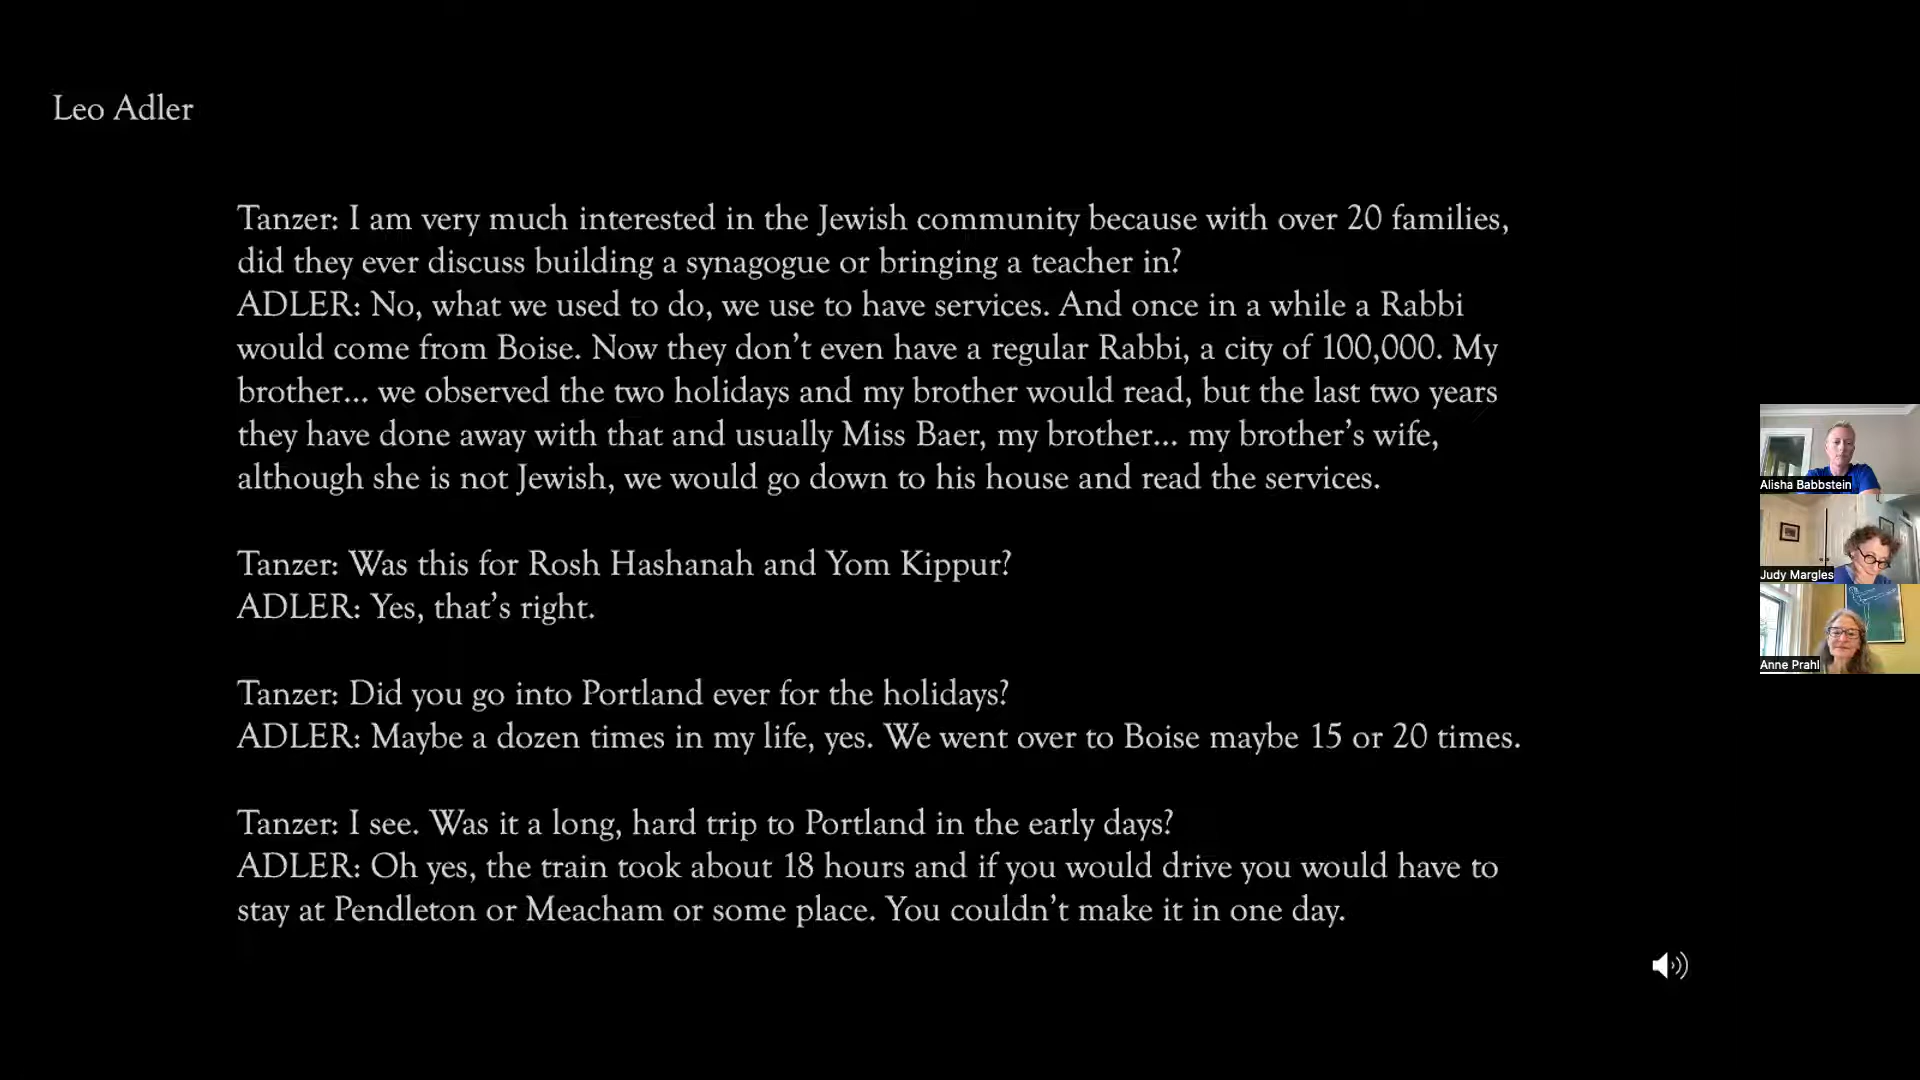 Leo Adler
Tanzer: I am very much interested in the Jewish community because with over 20 families,
did they ever discuss building a synagogue or bringing a teacher in?
ADLER: No, what we used to do, we use to have services. And once in a while a Rabbi
would come from Boise. Now they don't even have a regular Rabbi, a city of 100,000. My
brother... we observed the two holidays and my brother would read, but the last two years
they have done away with that and usually Miss Baer, my brother... my brother's wife,
although she is not Jewish, we would go down to his house and read the services.
Tanzer: Was this for Rosh Hashanah and Yom Kippur?
ADLER: Yes, that's right.
Tanzer: Did you go into Portland ever for the holidays?
ADLER: Maybe a dozen times in my life, yes. We went over to Boise maybe 15 or 20 times.
Tanzer: I see. Was it a long, hard trip to Portland in the early days?
ADLER: Oh yes, the train took about 18 hours and if you would drive you would have to
stay at Pendleton or Meacham or some place. You couldn't make it in one day.
Alisha Babbstein
Judy Margles
Anne Prahl